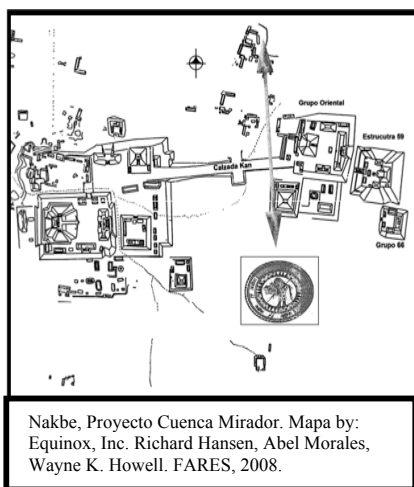 Grupo Oriental
Estrucutra 59
Calzada Kan
Grupo 66
Nakbe, Proyecto Cuenca Mirador. Mapa by:
Equinox, Inc. Richard Hansen, Abel Morales,
Wayne K. Howell. FARES, 2008.